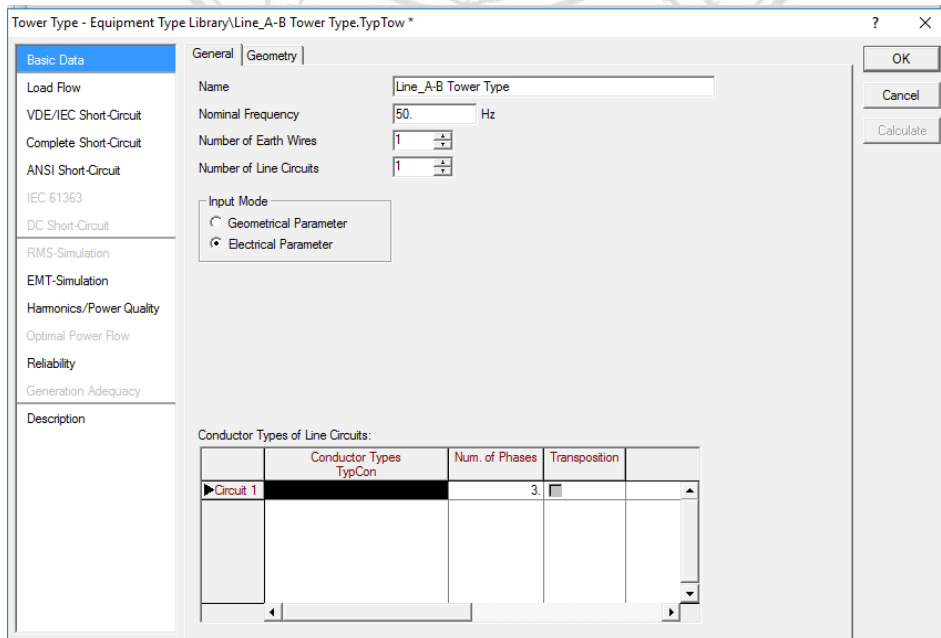 Tower Type - Equipment Type Library\Line_A-B Tower Type.TypTow *
? X
Basic Data
Load Flow
VDE/IEC Short-Circuit
Complete Short-Circuit
ANSI Short-Circuit
IEC 61363
DC Short-Circuit
RMS-Simulation
EMT-Simulation
Harmonics/Power Quality
Optimal Power Flow
Reliability
Generation Adequacy
Description
General Geometry
Name Line_A-B Tower Type
Nominal Frequency 50. Hz
Number of Earth Wires 1
Number of Line Circuits 1
Input Mode
Geometrical Parameter
Electrical Parameter
Conductor Types of Line Circuits:
Conductor Types Num. of Phases Transposition
TypCon
Circuit 1 3.
OK
Cancel
Calculate